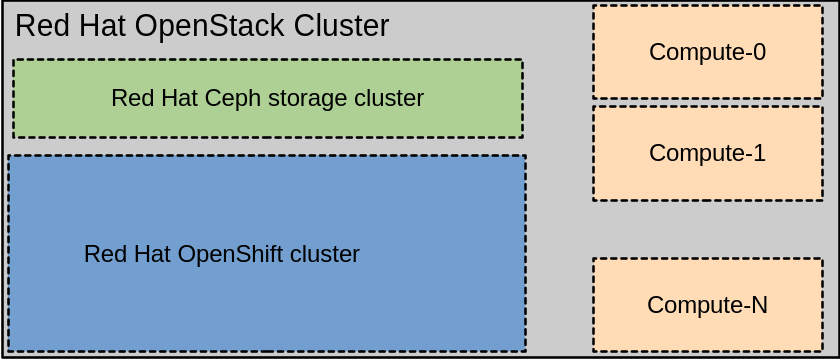 Red Hat OpenStack Cluster
Red Hat Ceph storage cluster
Red Hat OpenShift cluster
Compute-0
Compute-1
Compute-N